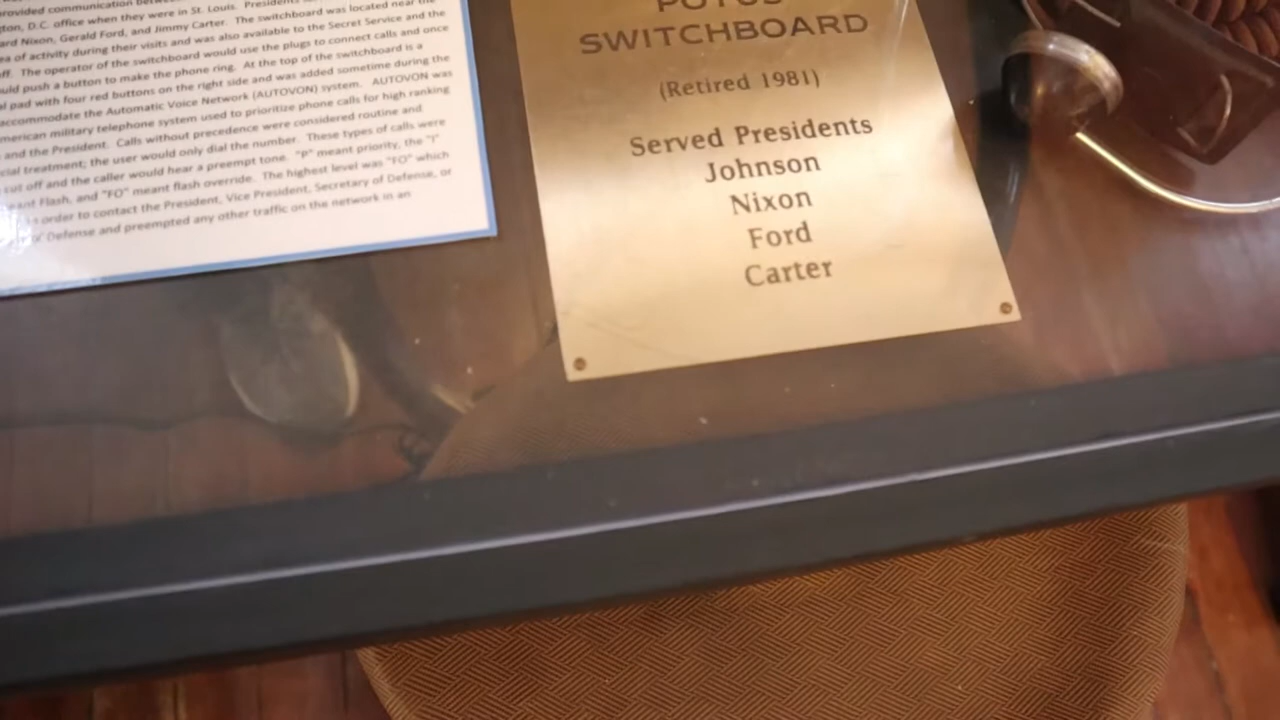 provided communication between
ton, D.C. office when they were in St. Louis. Presidents
ard Nixon, Gerald Ford, and Jimmy Carter. The switchboard was located near the
ea of activity during their visits and was also available to the Secret Service and the
ff. The operator of the switchboard would use the plugs to connect calls and once
uld push a button to make the phone ring. At the top of the switchboard is a
l pad with four red buttons on the right side and was added sometime during the
accommodate the Automatic Voice Network (AUTOVON) system. AUTOVON was
merican military telephone system used to prioritize phone calls for high ranking
and the President. Calls without precedence were considered routine and
cial treatment; the user would only dial the number. These types of calls were
cut off and the caller would hear a preempt tone. "P" meant priority, the "I"
ant Flash, and "FO" meant flash override. The highest level was "FO" which
order to contact the President, Vice President, Secretary of Defense, or
of Defense and preempted any other traffic on the network in an
POTUS
SWITCHBOARD
(Retired 1981)
Served Presidents
Johnson
Nixon
Ford
Carter